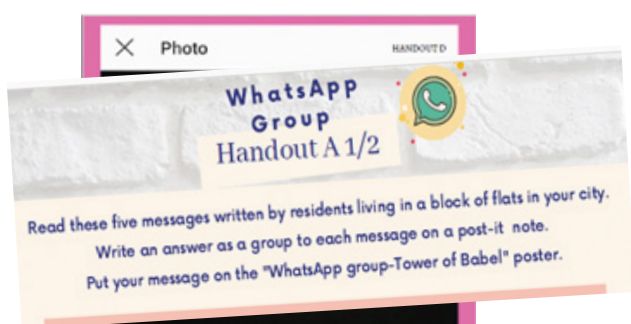 Photo
HANDOUT D
WhatsApp
Group
Handout A 1/2
Read these five messages written by residents living in a block of flats in your city.
Write an answer as a group to each message on a post-it note.
Put your message on the "WhatsApp group-Tower of Babel" poster.